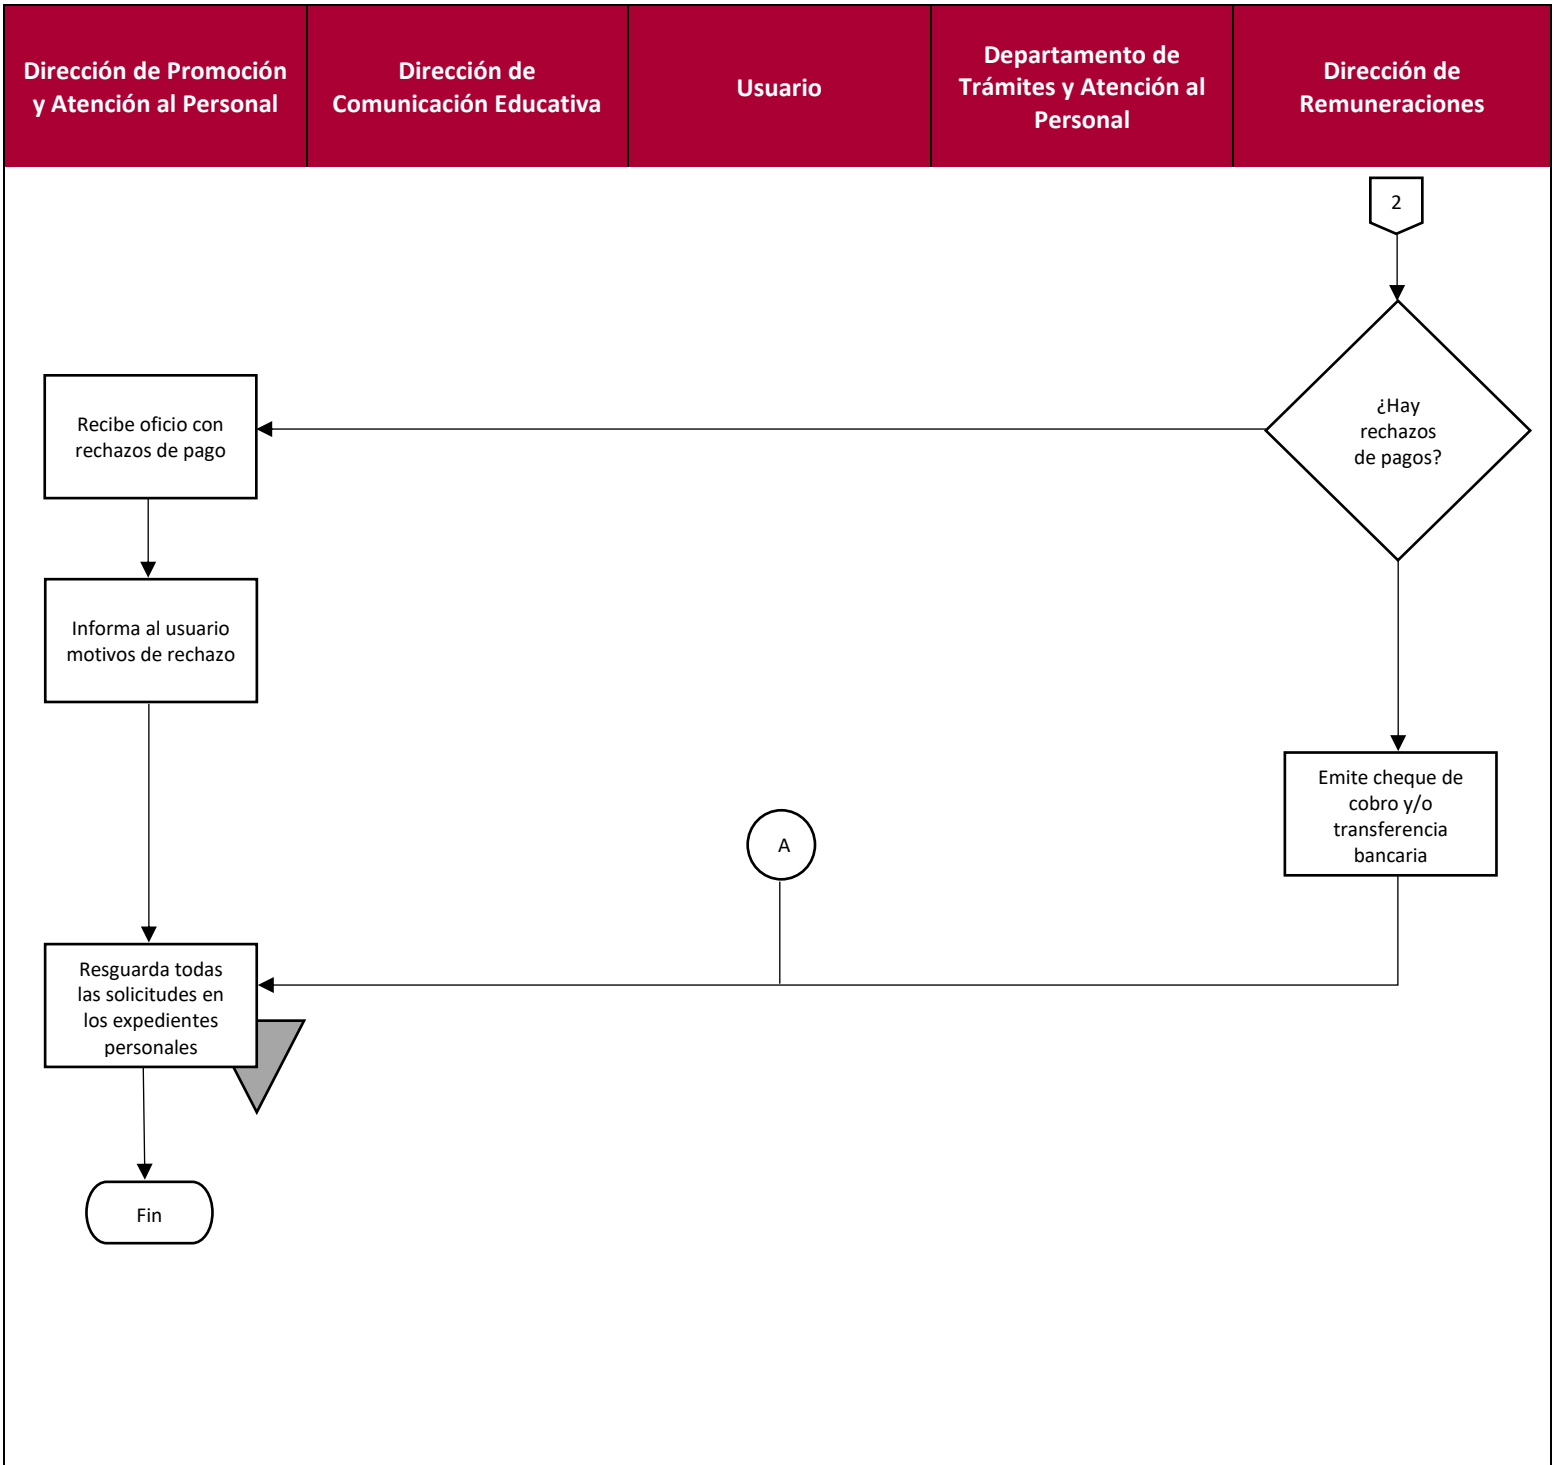 Dirección de Promoción
y Atención al Personal
Dirección de
Comunicación Educativa
Usuario
Departamento de
Trámites y Atención al
Personal
Dirección de
Remuneraciones
2
¿Hay
rechazos
de pagos?
Recibe oficio con
rechazos de pago
Informa al usuario
motivos de rechazo
Emite cheque de
cobro y/o
transferencia
bancaria
A
Resguarda todas
las solicitudes en
los expedientes
personales
Fin